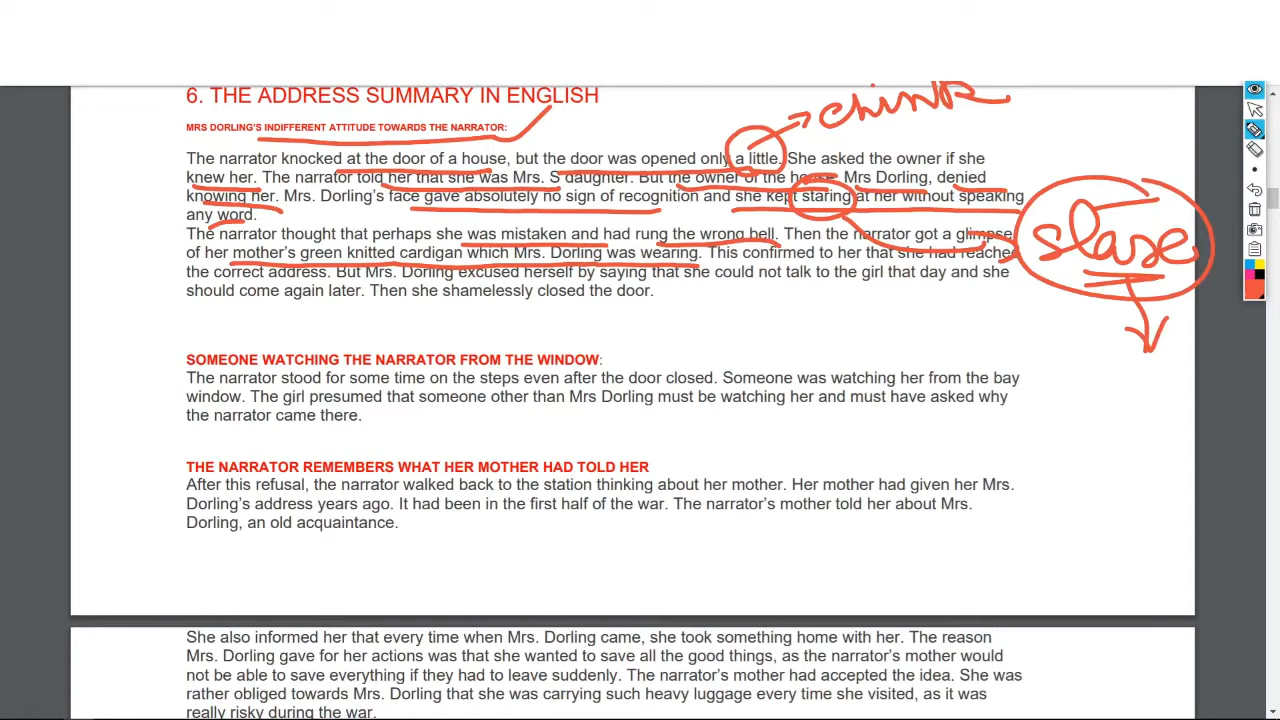 6. THE ADDRESS SUMMARY IN ENGLISH
chink
MRS DORLING'S INDIFFERENT ATTITUDE TOWARDS THE NARRATOR:
The narrator knocked at the door of a house, but the door was opened only a little. She asked the owner if she
knew her. The narrator told her that she was Mrs. S daughter. But the owner of the house, Mrs Dorling, denied
knowing her. Mrs. Dorling's face gave absolutely no sign of recognition and she kept staring at her without speaking
any word.
The narrator thought that perhaps she was mistaken and had rung the wrong bell. Then the narrator got a glimpse
of her mother's green knitted cardigan which Mrs. Dorling was wearing. This confirmed to her that she had reached
the correct address. But Mrs. Dorling excused herself by saying that she could not talk to the girl that day and she
should come again later. Then she shamelessly closed the door.
SOMEONE WATCHING THE NARRATOR FROM THE WINDOW:
The narrator stood for some time on the steps even after the door closed. Someone was watching her from the bay
window. The girl presumed that someone other than Mrs Dorling must be watching her and must have asked why
the narrator came there.
THE NARRATOR REMEMBERS WHAT HER MOTHER HAD TOLD HER
After this refusal, the narrator walked back to the station thinking about her mother. Her mother had given her Mrs.
Dorling's address years ago. It had been in the first half of the war. The narrator's mother told her about Mrs.
Dorling, an old acquaintance.
She also informed her that every time when Mrs. Dorling came, she took something home with her. The reason
Mrs. Dorling gave for her actions was that she wanted to save all the good things, as the narrator's mother would
not be able to save everything if they had to leave suddenly. The narrator's mother had accepted the idea. She was
rather obliged towards Mrs. Dorling that she was carrying such heavy luggage every time she visited, as it was
really risky during the war.